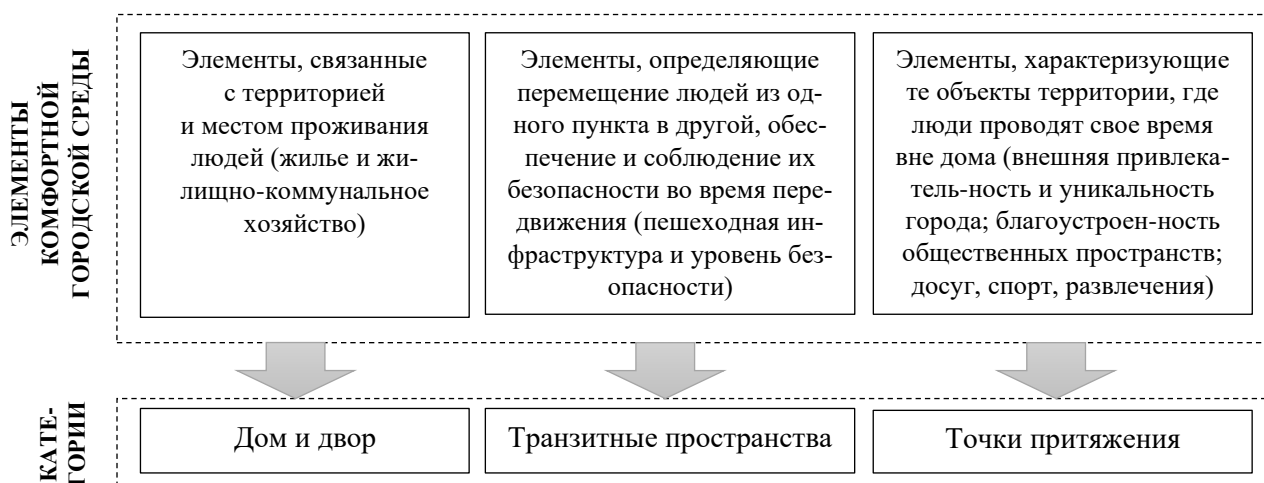 ЭЛЕМЕНТЫ
КОМФОРТНОЙ
ГОРОДСКОЙ СРЕДЫ
Элементы, связанные
с территорией
и местом проживания
людей (жилье и жи-
лищно-коммунальное
хозяйство)
Элементы, определяющие
перемещение людей из од-
ного пункта в другой, обес-
печение и соблюдение их
безопасности во время пере-
движения (пешеходная ин-
фраструктура и уровень без-
опасности)
Элементы, характеризующие
те объекты территории, где
люди проводят свое время
вне дома (внешняя привлека-
тель-ность и уникальность
города; благоустроен-ность
общественных пространств;
досуг, спорт, развлечения)
КАТЕ-
ГОРИИ
Дом и двор
Транзитные пространства
Точки притяжения